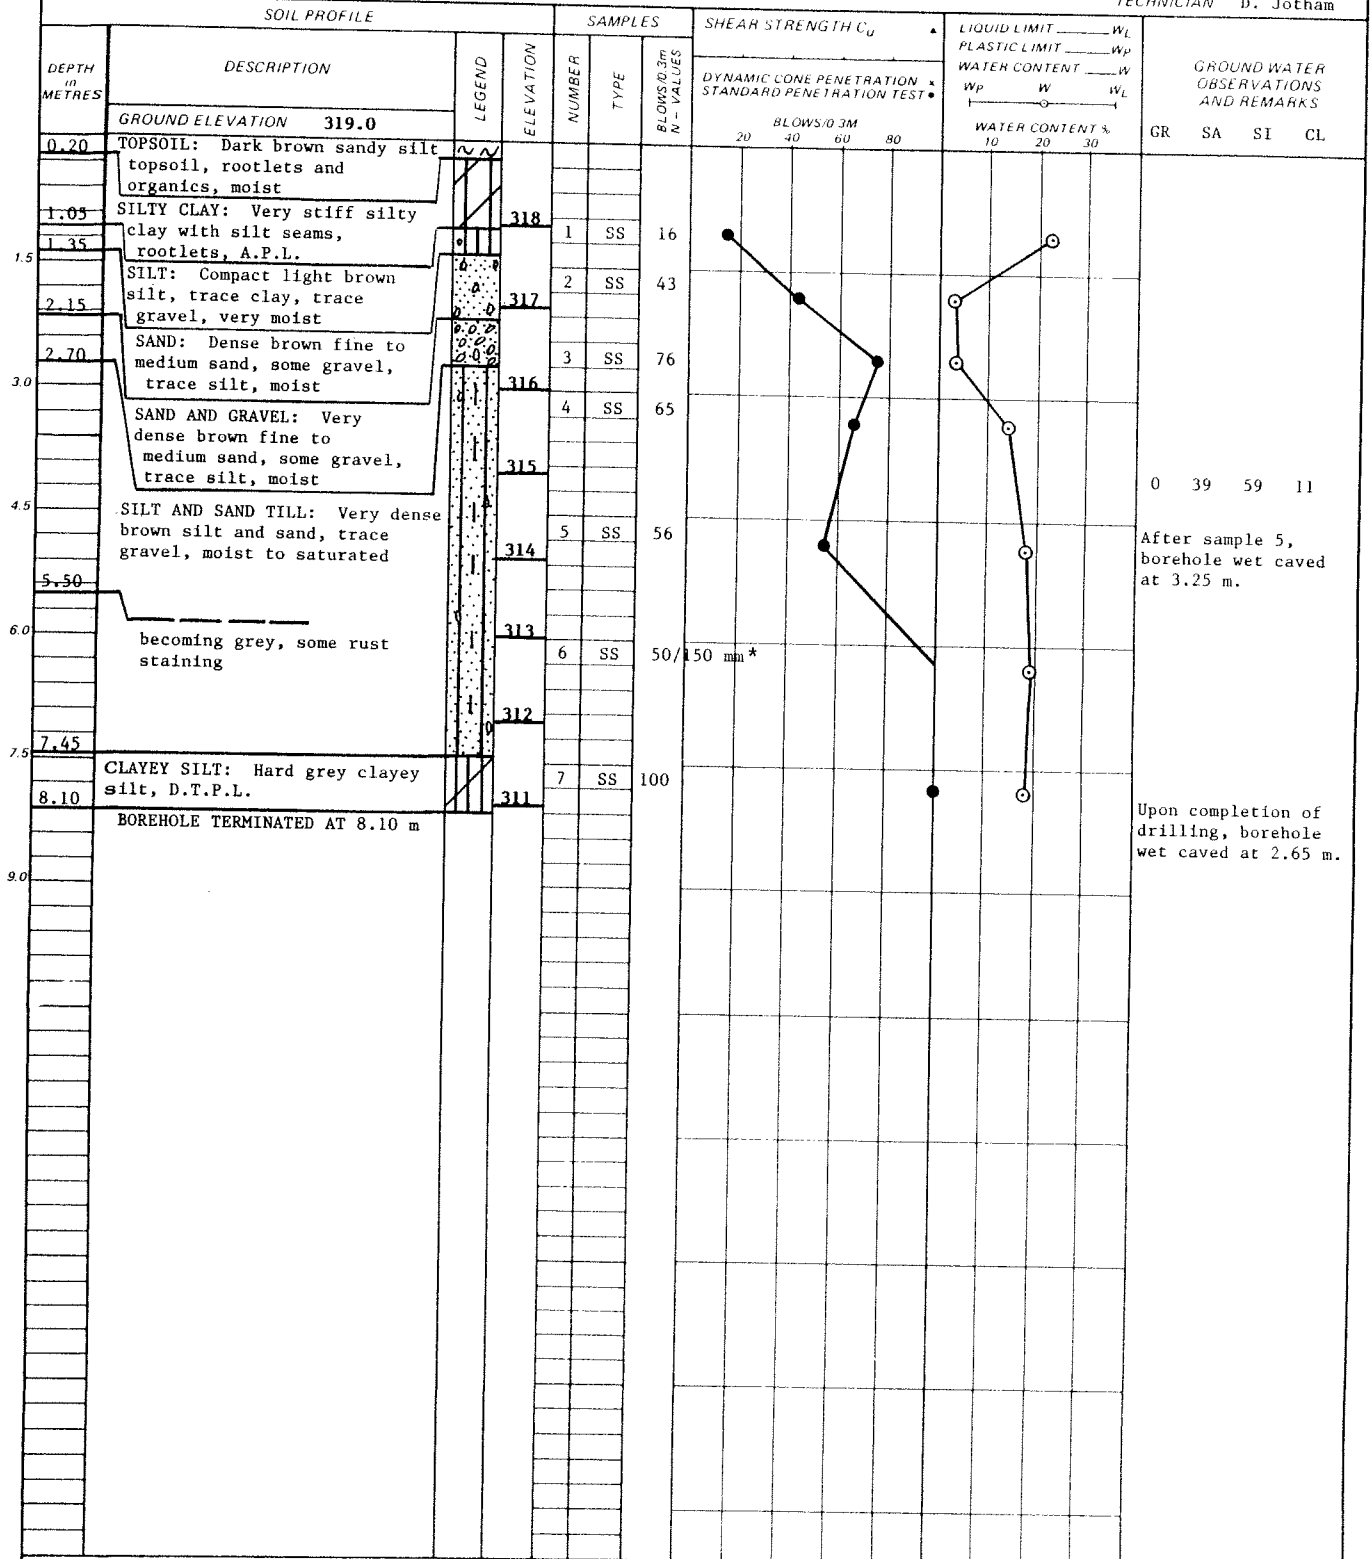 TECHNICIAN D. Jotham
SOIL PROFILE
SAMPLES
SHEAR STRENGTH Cu ▲
LIQUID LIMIT WL
PLASTIC LIMIT WP
WATER CONTENT W
WP W WL
DEPTH
in
METRES
DESCRIPTION
LEGEND
ELEVATION
NUMBER
TYPE
BLOWS/0.3m
N - VALUES
DYNAMIC CONE PENETRATION x
STANDARD PENETRATION TEST ●
GROUND WATER
OBSERVATIONS
AND REMARKS
GROUND ELEVATION 319.0
BLOWS/0.3M
20 40 60 80
WATER CONTENT %
10 20 30
GR SA SI CL
0.20
TOPSOIL: Dark brown sandy silt
topsoil, rootlets and
organics, moist
1.05
SILTY CLAY: Very stiff silty
clay with silt seams,
rootlets, A.P.L.
318
1 SS 16
1.35
1.5
SILT: Compact light brown
silt, trace clay, trace
gravel, very moist
2 SS 43
317
2.15
SAND: Dense brown fine to
medium sand, some gravel,
trace silt, moist
2.70
3 SS 76
3.0
316
4 SS 65
SAND AND GRAVEL: Very
dense brown fine to
medium sand, some gravel,
trace silt, moist
315
0 39 59 11
4.5
SILT AND SAND TILL: Very dense
brown silt and sand, trace
gravel, moist to saturated
5 SS 56
314
After sample 5,
borehole wet caved
at 3.25 m.
5.50
6.0
becoming grey, some rust
staining
313
6 SS 50/150 mm*
312
7.45
7.5
CLAYEY SILT: Hard grey clayey
silt, D.T.P.L.
7 SS 100
8.10
311
BOREHOLE TERMINATED AT 8.10 m
Upon completion of
drilling, borehole
wet caved at 2.65 m.
9.0